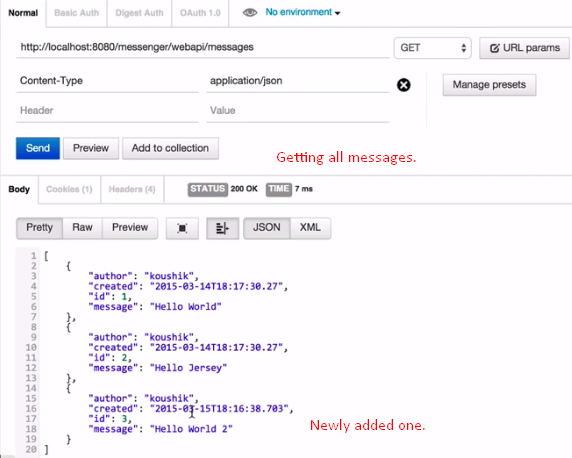 Normal Basic Auth Digest Auth OAuth 1.0 No environment
http://localhost:8080/messenger/webapi/messages GET URL params
Content-Type application/json Manage presets
Header Value
Send Preview Add to collection
Getting all messages.
Body Cookies (1) Headers (4) STATUS 200 OK TIME 7 ms
Pretty Raw Preview JSON XML
1 [
2 {
3 "author": "koushik",
4 "created": "2015-03-14T18:17:30.27",
5 "id": 1,
6 "message": "Hello World"
7 },
8 {
9 "author": "koushik",
10 "created": "2015-03-14T18:17:30.27",
11 "id": 2,
12 "message": "Hello Jersey"
13 },
14 {
15 "author": "koushik",
16 "created": "2015-03-15T18:16:38.703",
17 "id": 3, Newly added one.
18 "message": "Hello World 2"
19 }
20 ]